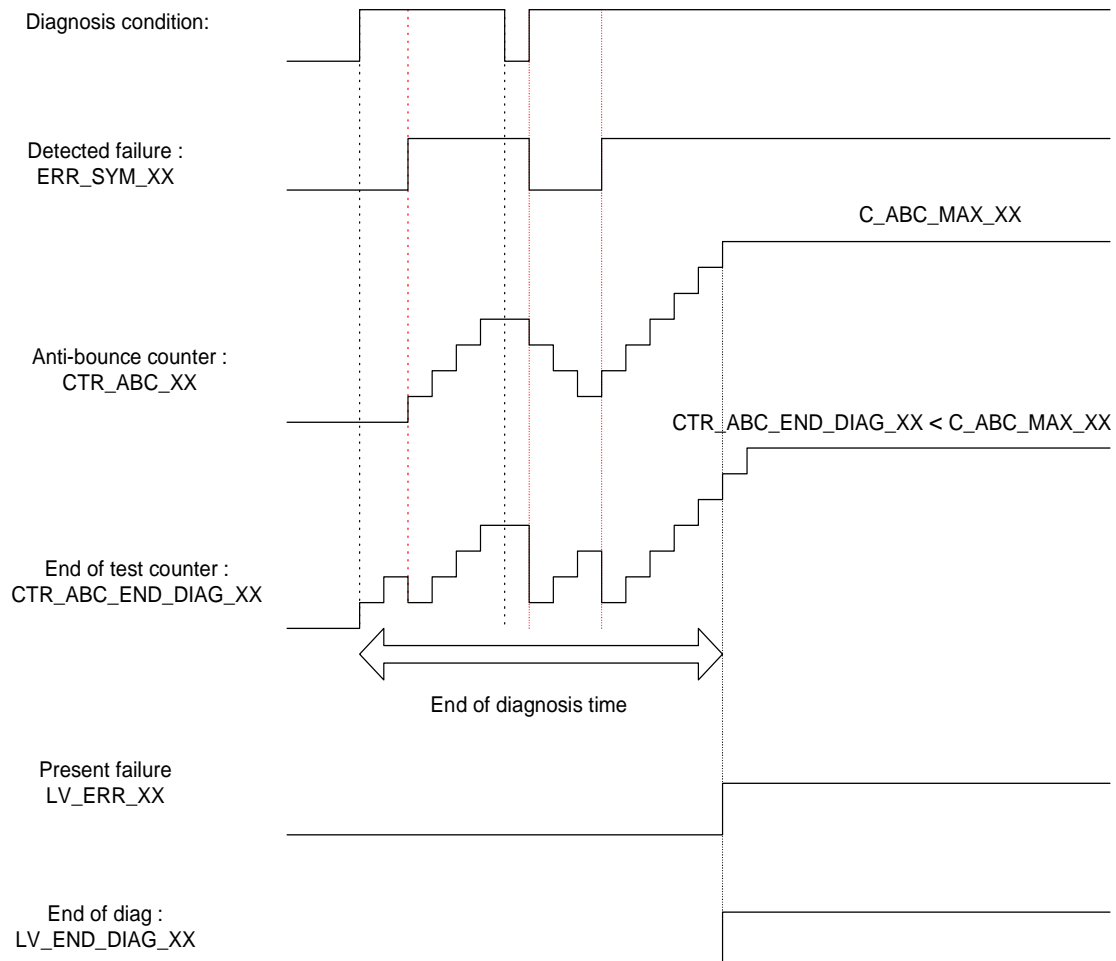 Diagnosis condition:
Detected failure :
ERR_SYM_XX
C_ABC_MAX_XX
Anti-bounce counter :
CTR_ABC_XX
CTR_ABC_END_DIAG_XX < C_ABC_MAX_XX
End of test counter :
CTR_ABC_END_DIAG_XX
End of diagnosis time
Present failure
LV_ERR_XX
End of diag :
LV_END_DIAG_XX